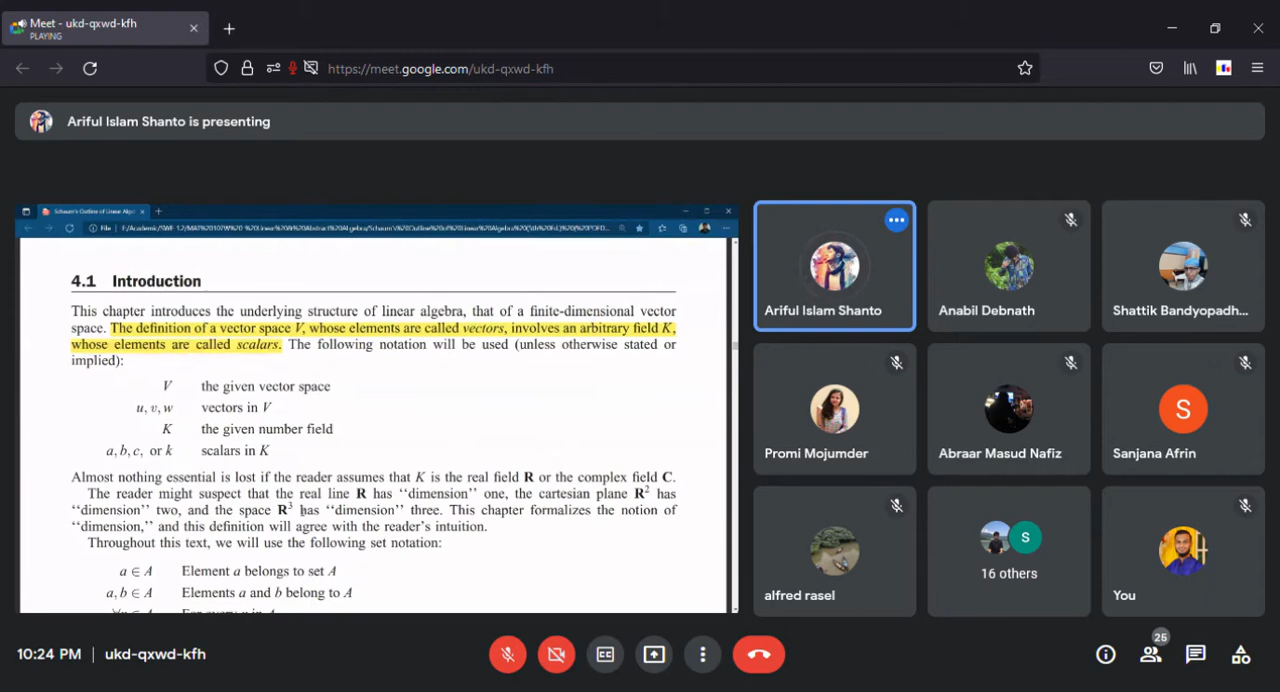 Meet - ukd-qxwd-kfh
PLAYING
https://meet.google.com/ukd-qxwd-kfh
Ariful Islam Shanto is presenting
Schaum's Outline of Linear Alge
File
4.1 Introduction
This chapter introduces the underlying structure of linear algebra, that of a finite-dimensional vector
space. The definition of a vector space V, whose elements are called vectors, involves an arbitrary field K,
whose elements are called scalars. The following notation will be used (unless otherwise stated or
implied):
V the given vector space
u, v, w vectors in V
K the given number field
a, b, c, or k scalars in K
Almost nothing essential is lost if the reader assumes that K is the real field R or the complex field C.
The reader might suspect that the real line R has ‘‘dimension’’ one, the cartesian plane R² has
‘‘dimension’’ two, and the space R³ has ‘‘dimension’’ three. This chapter formalizes the notion of
‘‘dimension,’’ and this definition will agree with the reader's intuition.
Throughout this text, we will use the following set notation:
a ∈ A Element a belongs to set A
a, b ∈ A Elements a and b belong to A
Ariful Islam Shanto
Anabil Debnath
Shattik Bandyopadh...
Promi Mojumder
Abraar Masud Nafiz
S
Sanjana Afrin
alfred rasel
S
16 others
You
10:24 PM | ukd-qxwd-kfh
CC
25